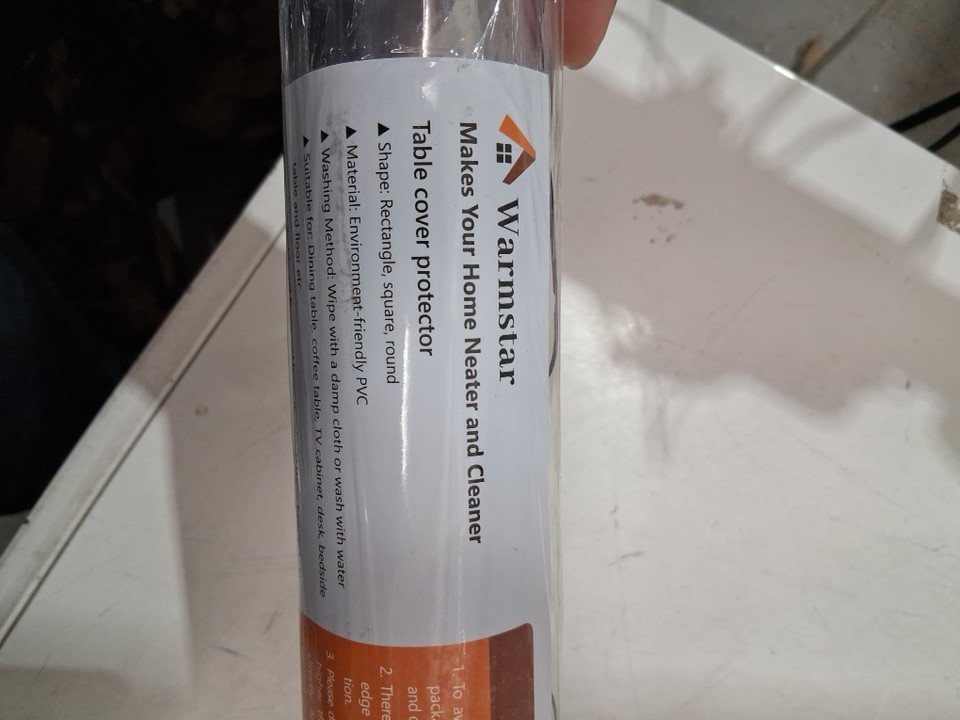 Warmstar
Makes Your Home Neater and Cleaner
Table cover protector
▲ Shape: Rectangle, square, round
▲ Material: Environment-friendly PVC
▲ Washing Method: Wipe with a damp cloth or wash with water
▲ Suitable for: Dining table, coffee table, TV cabinet, desk, bedside
table and floor etc
1. To av
pack
and
2. There
edge
tion.
3. Please
higher